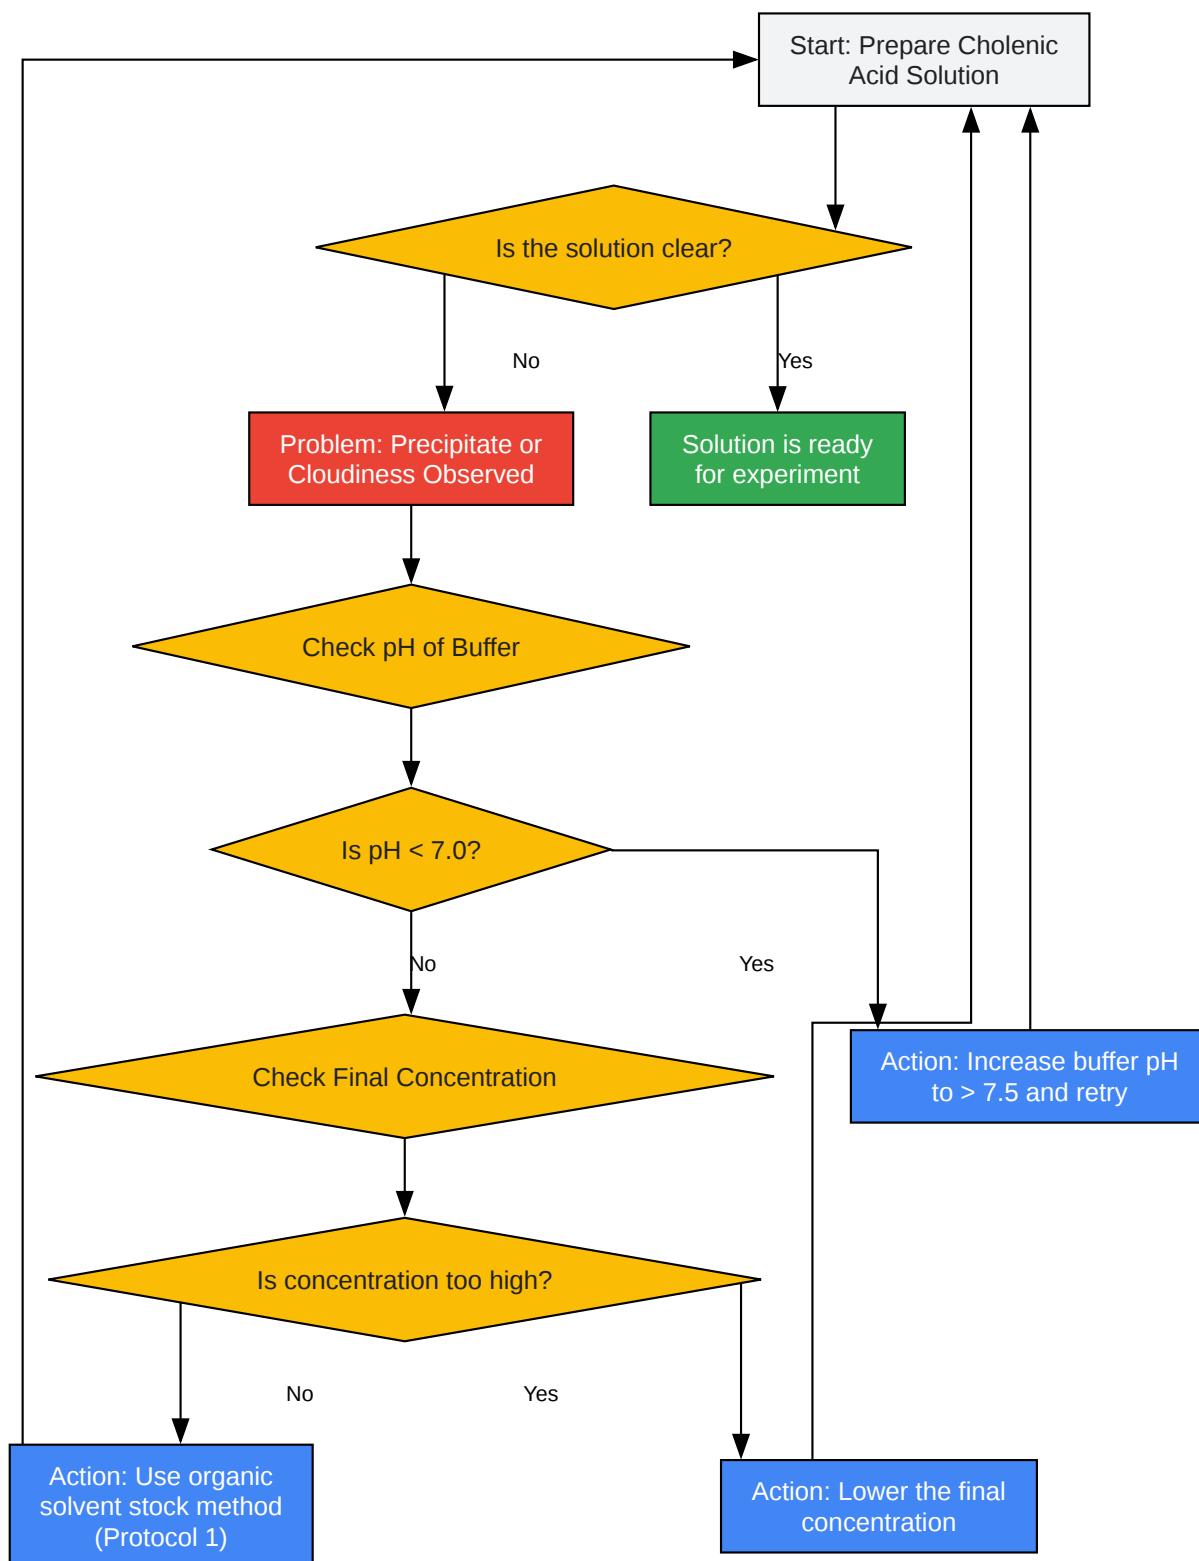 Start: Prepare Cholenic
Acid Solution
Is the solution clear?
No
Yes
Problem: Precipitate or
Cloudiness Observed
Solution is ready
for experiment
Check pH of Buffer
Is pH < 7.0?
No
Yes
Check Final Concentration
Action: Increase buffer pH
to > 7.5 and retry
Is concentration too high?
No
Yes
Action: Use organic
solvent stock method
(Protocol 1)
Action: Lower the final
concentration